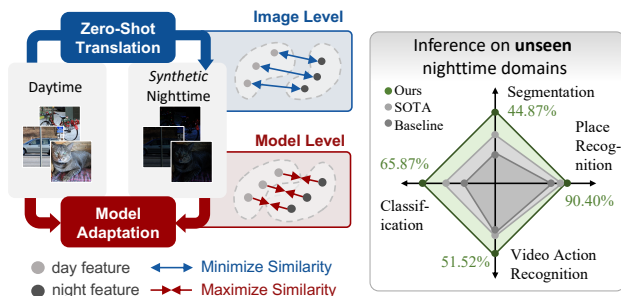 Zero-Shot
Translation
Image Level
Daytime
Synthetic
Nighttime
Model Level
Model
Adaptation
day feature
Minimize Similarity
night feature
Maximize Similarity
Inference on unseen
nighttime domains
Ours
SOTA
Baseline
Segmentation
44.87%
Place
Recog-
nition
90.40%
65.87%
Classif-
ication
51.52%
Video Action
Recognition